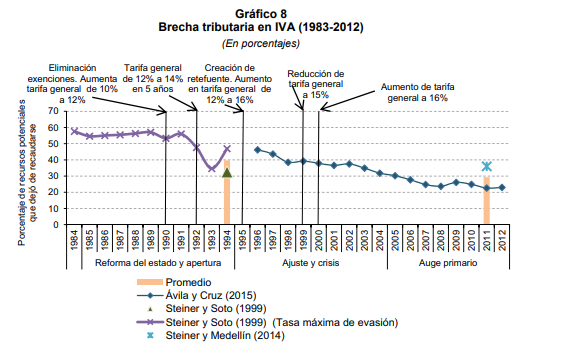 Gráfico 8
Brecha tributaria en IVA (1983-2012)
(En porcentajes)
Eliminación
exenciones. Aumenta
tarifa general de 10%
a 12%
Tarifa general
de 12% a 14%
en 5 años
Creación de
retefuente. Aumento
en tarifa general de
12% a 16%
Reducción de
tarifa general
a 15%
Aumento de tarifa
general a 16%
Porcentaje de recursos potenciales
que dejó de recaudarse
70
60
50
40
30
20
10
0
1984
1985
1986
1987
1988
1989
1990
1991
1992
1993
1994
1995
1996
1997
1998
1999
2000
2001
2002
2003
2004
2005
2006
2007
2008
2009
2010
2011
2012
Reforma del estado y apertura
Ajuste y crisis
Auge primario
Promedio
Ávila y Cruz (2015)
Steiner y Soto (1999)
Steiner y Soto (1999) (Tasa máxima de evasión)
Steiner y Medellín (2014)